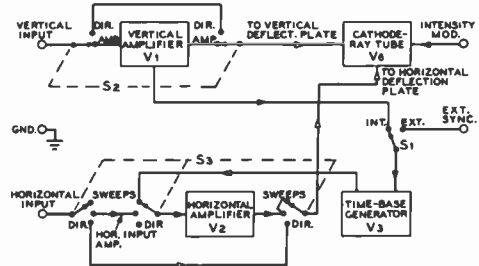 VERTICAL INPUT
DIR.
AMP.
VERTICAL AMPLIFIER
V1
DIR.
AMP.
TO VERTICAL DEFLECT. PLATE
CATHODE-RAY TUBE
V6
INTENSITY MOD.
S2
TO HORIZONTAL DEFLECTION PLATE
INT.
EXT.
EXT. SYNC.
S1
GND.
S3
HORIZONTAL INPUT
SWEEPS
DIR.
HOR. INPUT AMP.
DIR
HORIZONTAL AMPLIFIER
V2
SWEEPS
DIR.
TIME-BASE GENERATOR
V3